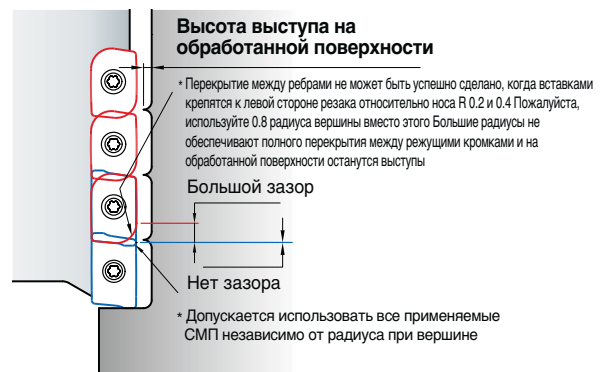 Высота выступа на
обработанной поверхности
* Перекрытие между ребрами не может быть успешно сделано, когда вставками
крепятся к левой стороне резака относительно носа R 0.2 и 0.4 Пожалуйста,
используйте 0.8 радиуса вершины вместо этого Большие радиусы не
обеспечивают полного перекрытия между режущими кромками и на
обработанной поверхности останутся выступы
Большой зазор
Нет зазора
* Допускается использовать все применяемые
СМП независимо от радиуса при вершине